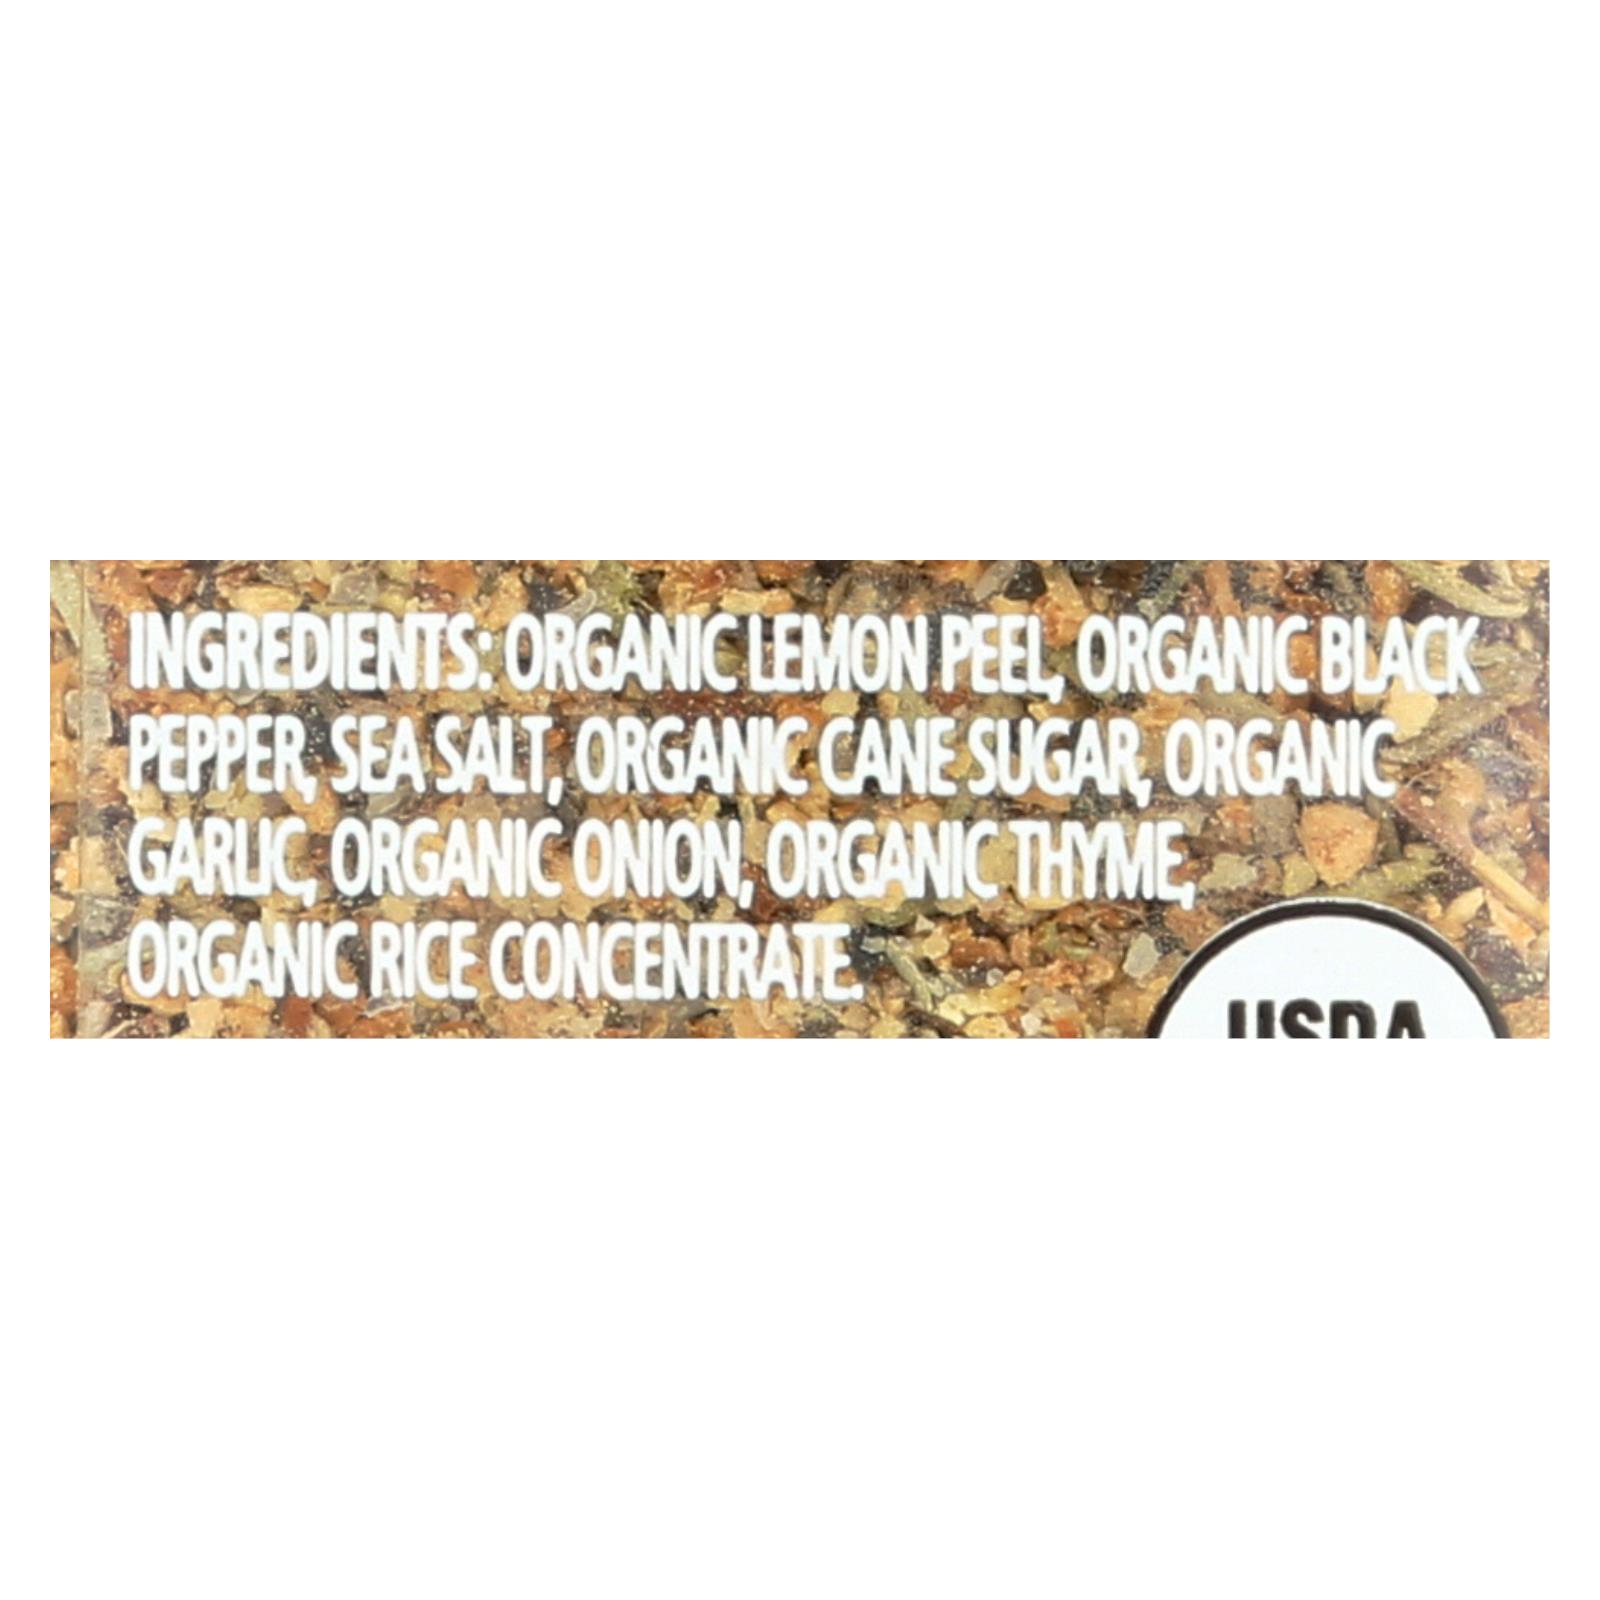 INGREDIENTS: ORGANIC LEMON PEEL, ORGANIC BLACK
PEPPER, SEA SALT, ORGANIC CANE SUGAR, ORGANIC
GARLIC, ORGANIC ONION, ORGANIC THYME,
ORGANIC RICE CONCENTRATE.
USDA